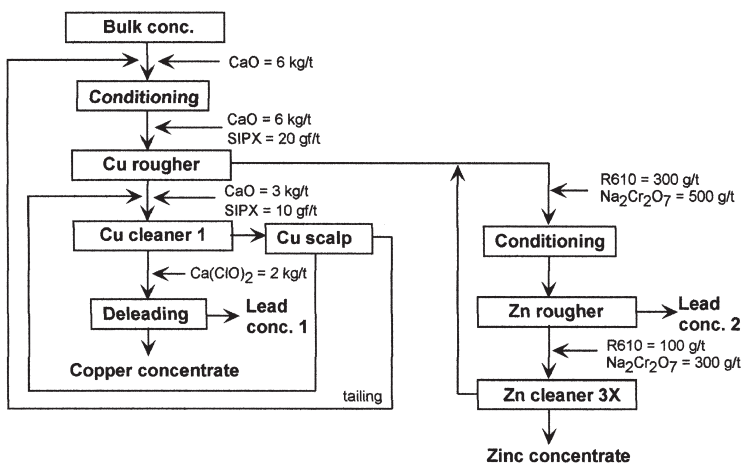 Bulk conc.
CaO = 6 kg/t
Conditioning
CaO = 6 kg/t
SIPX = 20 gf/t
Cu rougher
CaO = 3 kg/t
SIPX = 10 gf/t
Cu cleaner 1
Cu scalp
Ca(ClO)2 = 2 kg/t
Deleading
Lead
conc. 1
Copper concentrate
tailing
R610 = 300 g/t
Na2Cr2O7 = 500 g/t
Conditioning
Zn rougher
Lead
conc. 2
R610 = 100 g/t
Na2Cr2O7 = 300 g/t
Zn cleaner 3X
Zinc concentrate